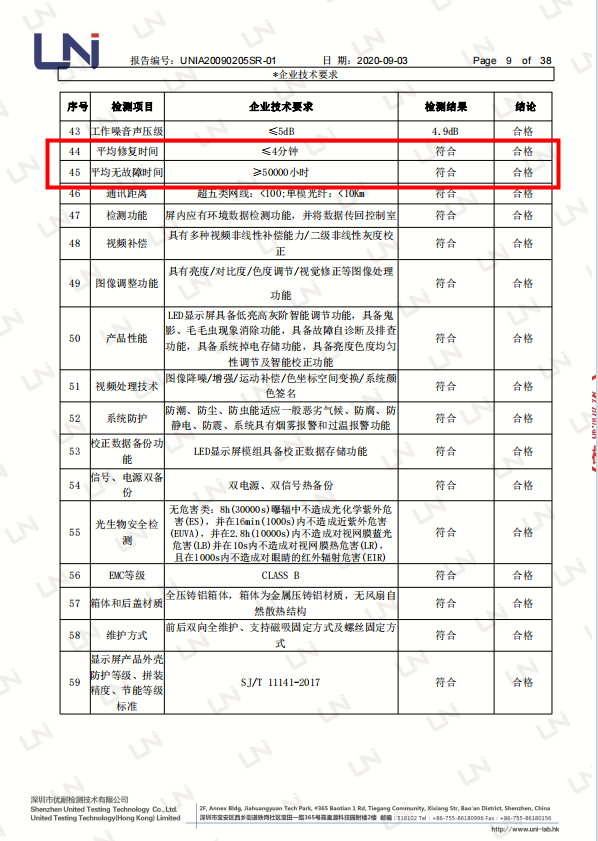 UNi
报告编号：UNIA20090205SR-01 日 期：2020-09-03 Page 9 of 38
*企业技术要求
序号 检测项目 企业技术要求 检测结果 结论
43 工作噪音声压级 ≤5dB 4.9dB 合格
44 平均修复时间 ≤4分钟 符合 合格
45 平均无故障时间 ≥50000小时 符合 合格
46 通讯距离 超五类网线：<100;单模光纤：<10Km 符合 合格
47 检测功能 屏内应有环境数据检测功能，并将数据传回控制室 符合 合格
48 视频补偿 具有多种视频非线性补偿能力/二级非线性灰度校
正 符合 合格
49 图像调整功能 具有亮度/对比度/色度调节/视觉修正等图像处理
功能 符合 合格
50 产品性能 LED显示屏具备低亮高灰阶智能调节功能，具备鬼
影、毛毛虫现象消除功能，具备故障自诊断及排查
功能，具备系统掉电存储功能，具备亮度色度均匀
性调节及智能校正功能 符合 合格
51 视频处理技术 图像降噪/增强/运动补偿/色坐标空间变换/系统颜
色签名 符合 合格
52 系统防护 防潮、防尘、防虫能适应一般恶劣气候、防腐、防
静电、防震、系统具有烟雾报警和过温报警功能 符合 合格
53 校正数据备份功
能 LED显示屏模组具备校正数据存储功能 符合 合格
54 信号、电源双备
份 双电源、双信号热备份 符合 合格
55 光生物安全检
测 无危害类：8h(30000s)曝辐中不造成光化学紫外危
害(ES)，并在16min(1000s)内不造成近紫外危害
(EUVA)，并在2.8h(10000s)内不造成对视网膜蓝光
危害(LB)并在10s内不造成对视网膜热危害(LR)，
且在1000s内不造成对眼睛的红外辐射危害(EIR) 符合 合格
56 EMC等级 CLASS B 符合 合格
57 箱体和后盖材质 全压铸铝箱体，箱体为金属压铸铝材质，无风扇自
然散热结构 符合 合格
58 维护方式 前后双向全维护、支持磁吸固定方式及螺丝固定方
式 符合 合格
59 显示屏产品外壳
防护等级、拼装
精度、节能等级
标准 SJ/T 11141-2017 符合 合格
深圳市优耐检测技术有限公司
Shenzhen United Testing Technology Co.,Ltd.
United Testing Technology(Hong Kong) Limited
2F, Annex Bldg, Jiahuangyuan Tech Park, #365 Baotian 1 Rd, Tiegang Community, Xixiang Str, Bao'an District, Shenzhen, China
深圳市宝安区西乡街道铁岗社区宝田一路365号嘉皇源科技园附楼2楼 邮编：518102 Tel：+86-755-86180996 Fax：+86-755-86180156
http://www.uni-lab.hk